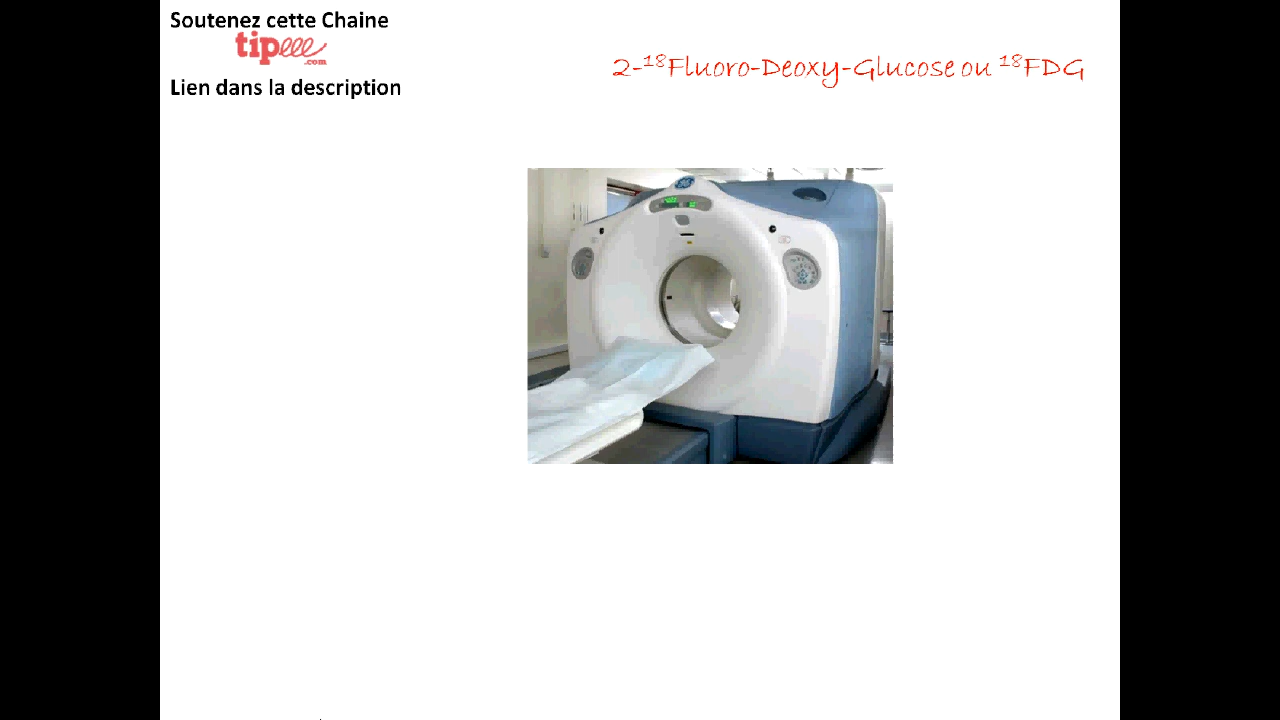 Soutenez cette Chaine
tipeee
.com
Lien dans la description
2-¹⁸Fluoro-Deoxy-Glucose ou ¹⁸FDG